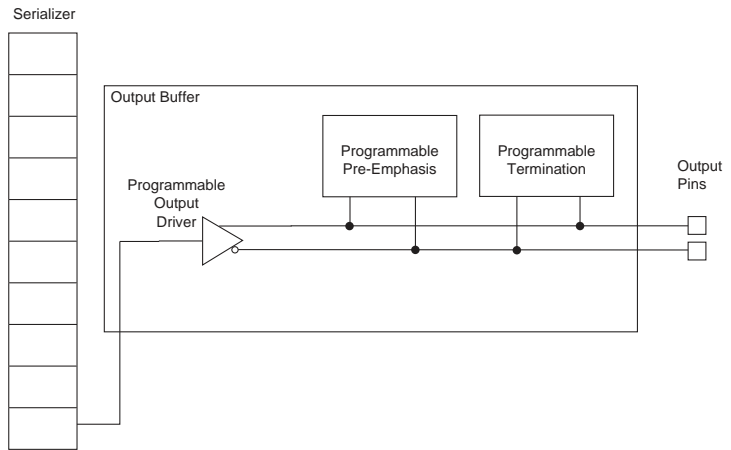 Serializer
Output Buffer
Programmable
Pre-Emphasis
Programmable
Termination
Output
Pins
Programmable
Output
Driver